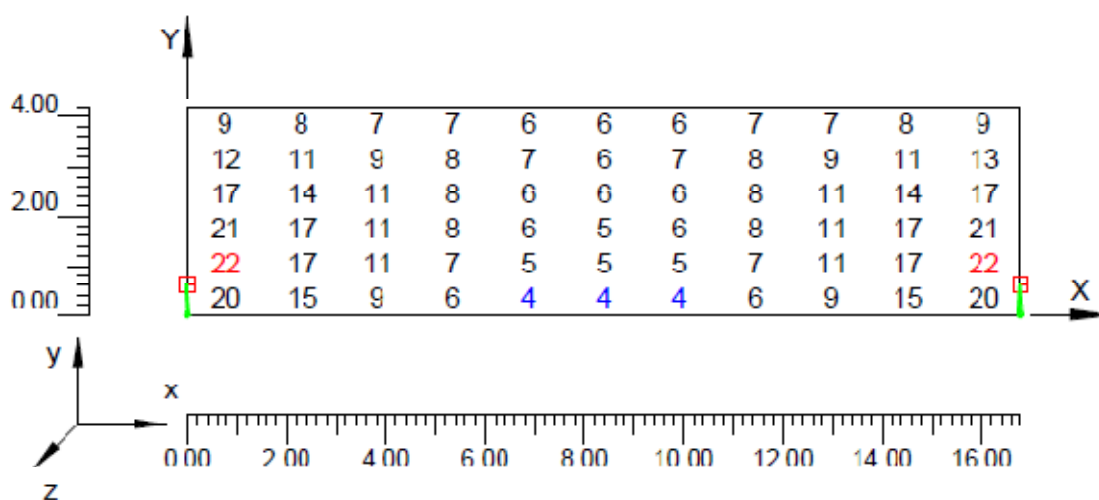 Y
4.00
9 8 7 7 6 6 6 7 7 8 9
12 11 9 8 7 6 7 8 9 11 13
2.00
17 14 11 8 6 6 6 8 11 14 17
21 17 11 8 6 5 6 8 11 17 21
22 17 11 7 5 5 5 7 11 17 22
0.00
20 15 9 6 4 4 4 6 9 15 20
X
y
x
z
0.00 2.00 4.00 6.00 8.00 10.00 12.00 14.00 16.00